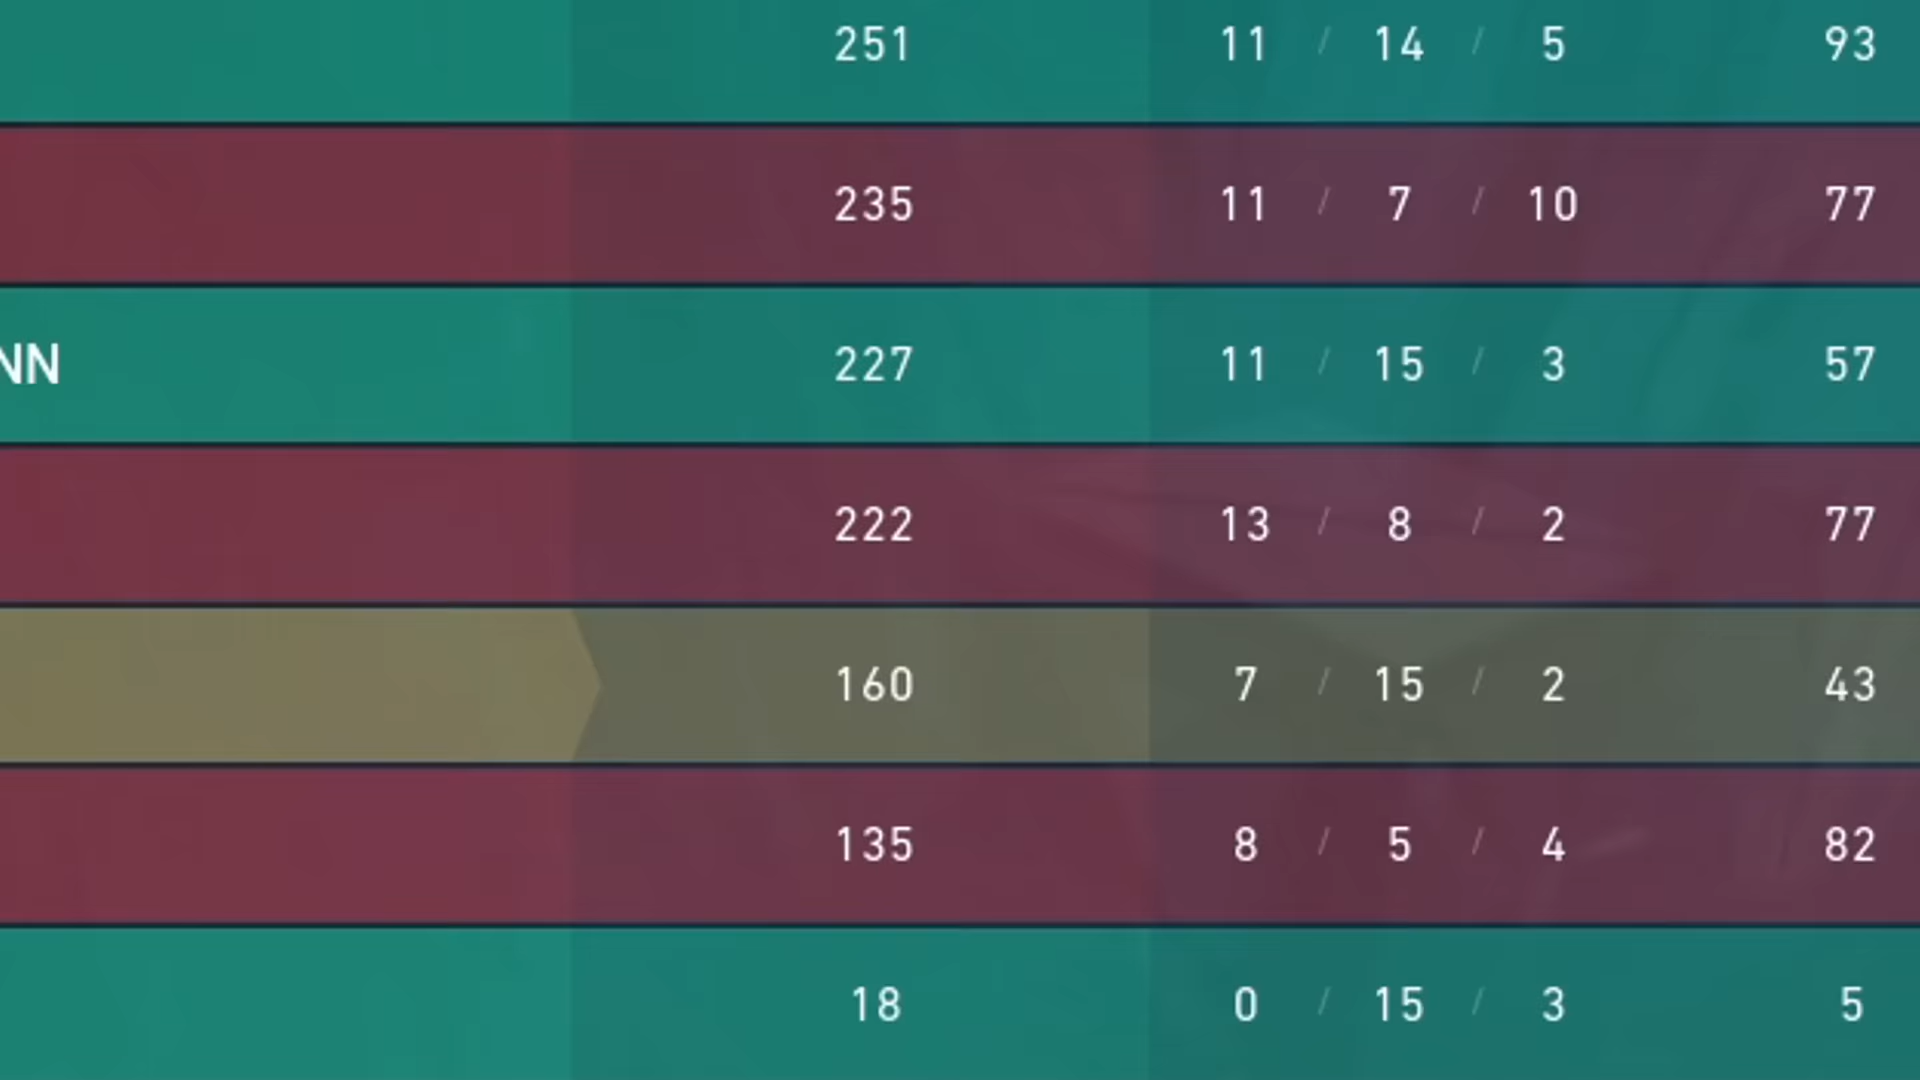 251 11 / 14 / 5 93
235 11 / 7 / 10 77
NN 227 11 / 15 / 3 57
222 13 / 8 / 2 77
160 7 / 15 / 2 43
135 8 / 5 / 4 82
18 0 / 15 / 3 5